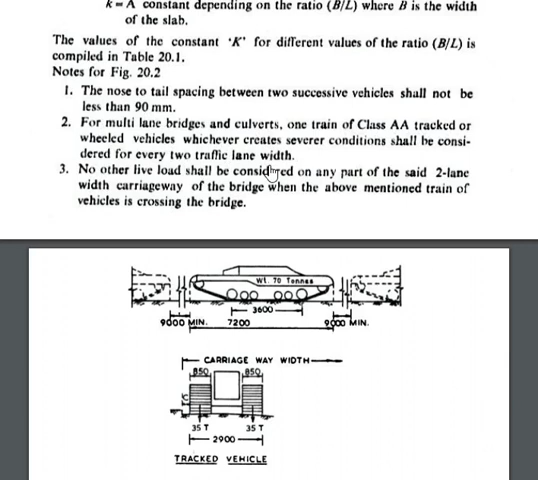 k = A constant depending on the ratio (B/L) where B is the width
of the slab.
The values of the constant 'K' for different values of the ratio (B/L) is
compiled in Table 20.1.
Notes for Fig. 20.2
1. The nose to tail spacing between two successive vehicles shall not be
less than 90 mm.
2. For multi lane bridges and culverts, one train of Class AA tracked or
wheeled vehicles whichever creates severer conditions shall be consi-
dered for every two traffic lane width.
3. No other live load shall be considered on any part of the said 2-lane
width carriageway of the bridge when the above mentioned train of
vehicles is crossing the bridge.
Wt. 70 Tonnes
3600
9000 MIN. 7200 9000 MIN.
CARRIAGE WAY WIDTH
850 850
C
35 T 35 T
2900
TRACKED VEHICLE